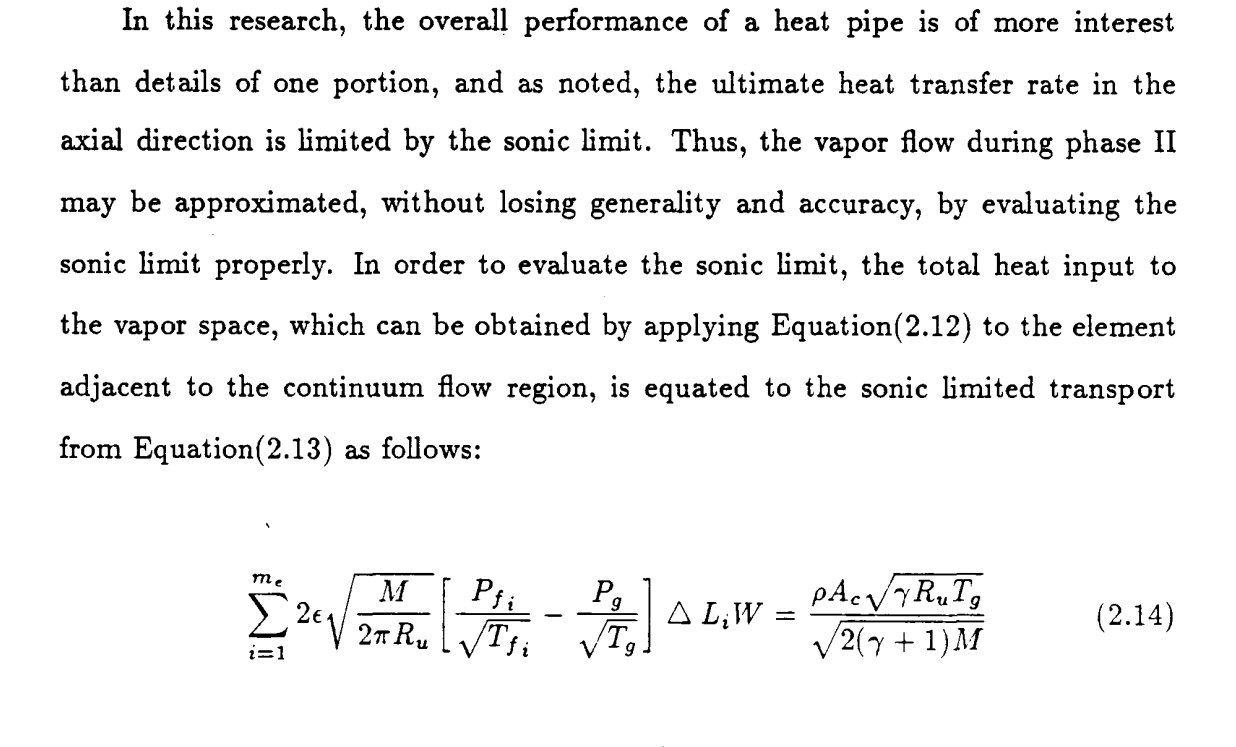 In this research, the overall performance of a heat pipe is of more interest
than details of one portion, and as noted, the ultimate heat transfer rate in the
axial direction is limited by the sonic limit. Thus, the vapor flow during phase II
may be approximated, without losing generality and accuracy, by evaluating the
sonic limit properly. In order to evaluate the sonic limit, the total heat input to
the vapor space, which can be obtained by applying Equation(2.12) to the element
adjacent to the continuum flow region, is equated to the sonic limited transport
from Equation(2.13) as follows:
\sum_{i=1}^{m_e} 2\epsilon \sqrt{\frac{M}{2\pi R_u}} \left[ \frac{P_{f_i}}{\sqrt{T_{f_i}}} - \frac{P_g}{\sqrt{T_g}} \right] \triangle L_i W = \frac{\rho A_c \sqrt{\gamma R_u T_g}}{\sqrt{2(\gamma + 1)M}} (2.14)